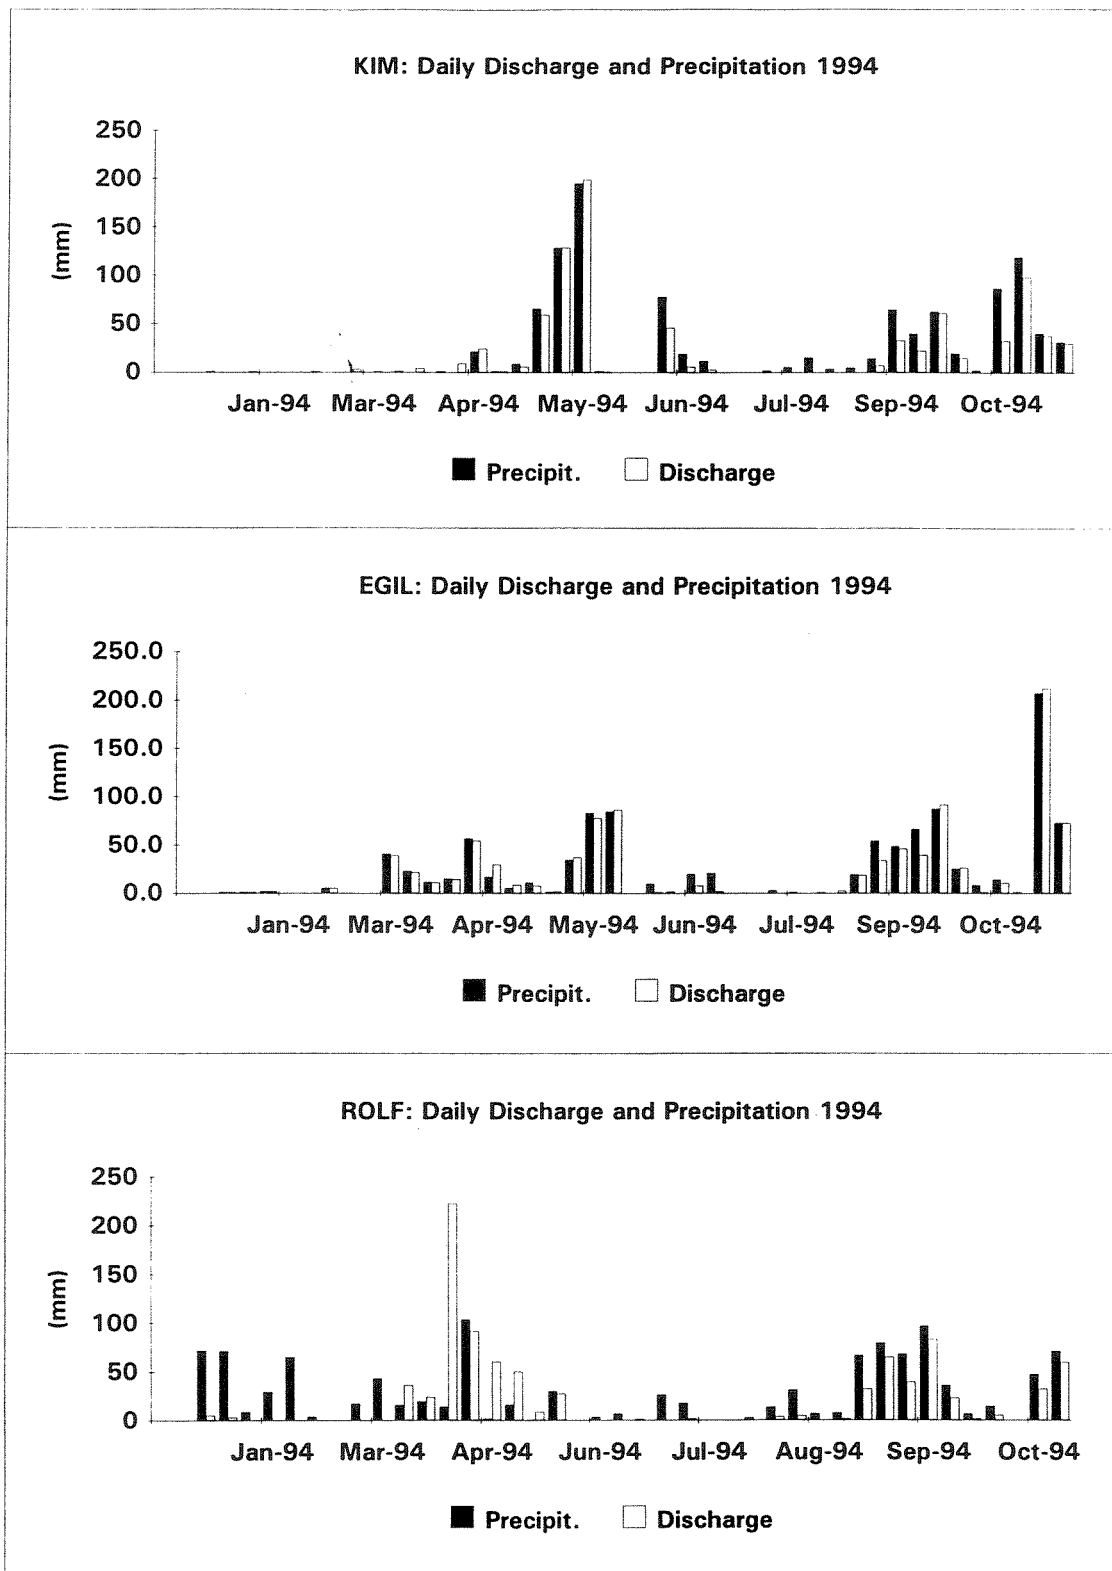 KIM: Daily Discharge and Precipitation 1994
250
200
150
100
50
0
(mm)
Jan-94 Mar-94 Apr-94 May-94 Jun-94 Jul-94 Sep-94 Oct-94
Precipit. Discharge
EGIL: Daily Discharge and Precipitation 1994
250.0
200.0
150.0
100.0
50.0
0.0
(mm)
Jan-94 Mar-94 Apr-94 May-94 Jun-94 Jul-94 Sep-94 Oct-94
Precipit. Discharge
ROLF: Daily Discharge and Precipitation 1994
250
200
150
100
50
0
(mm)
Jan-94 Mar-94 Apr-94 Jun-94 Jul-94 Aug-94 Sep-94 Oct-94
Precipit. Discharge